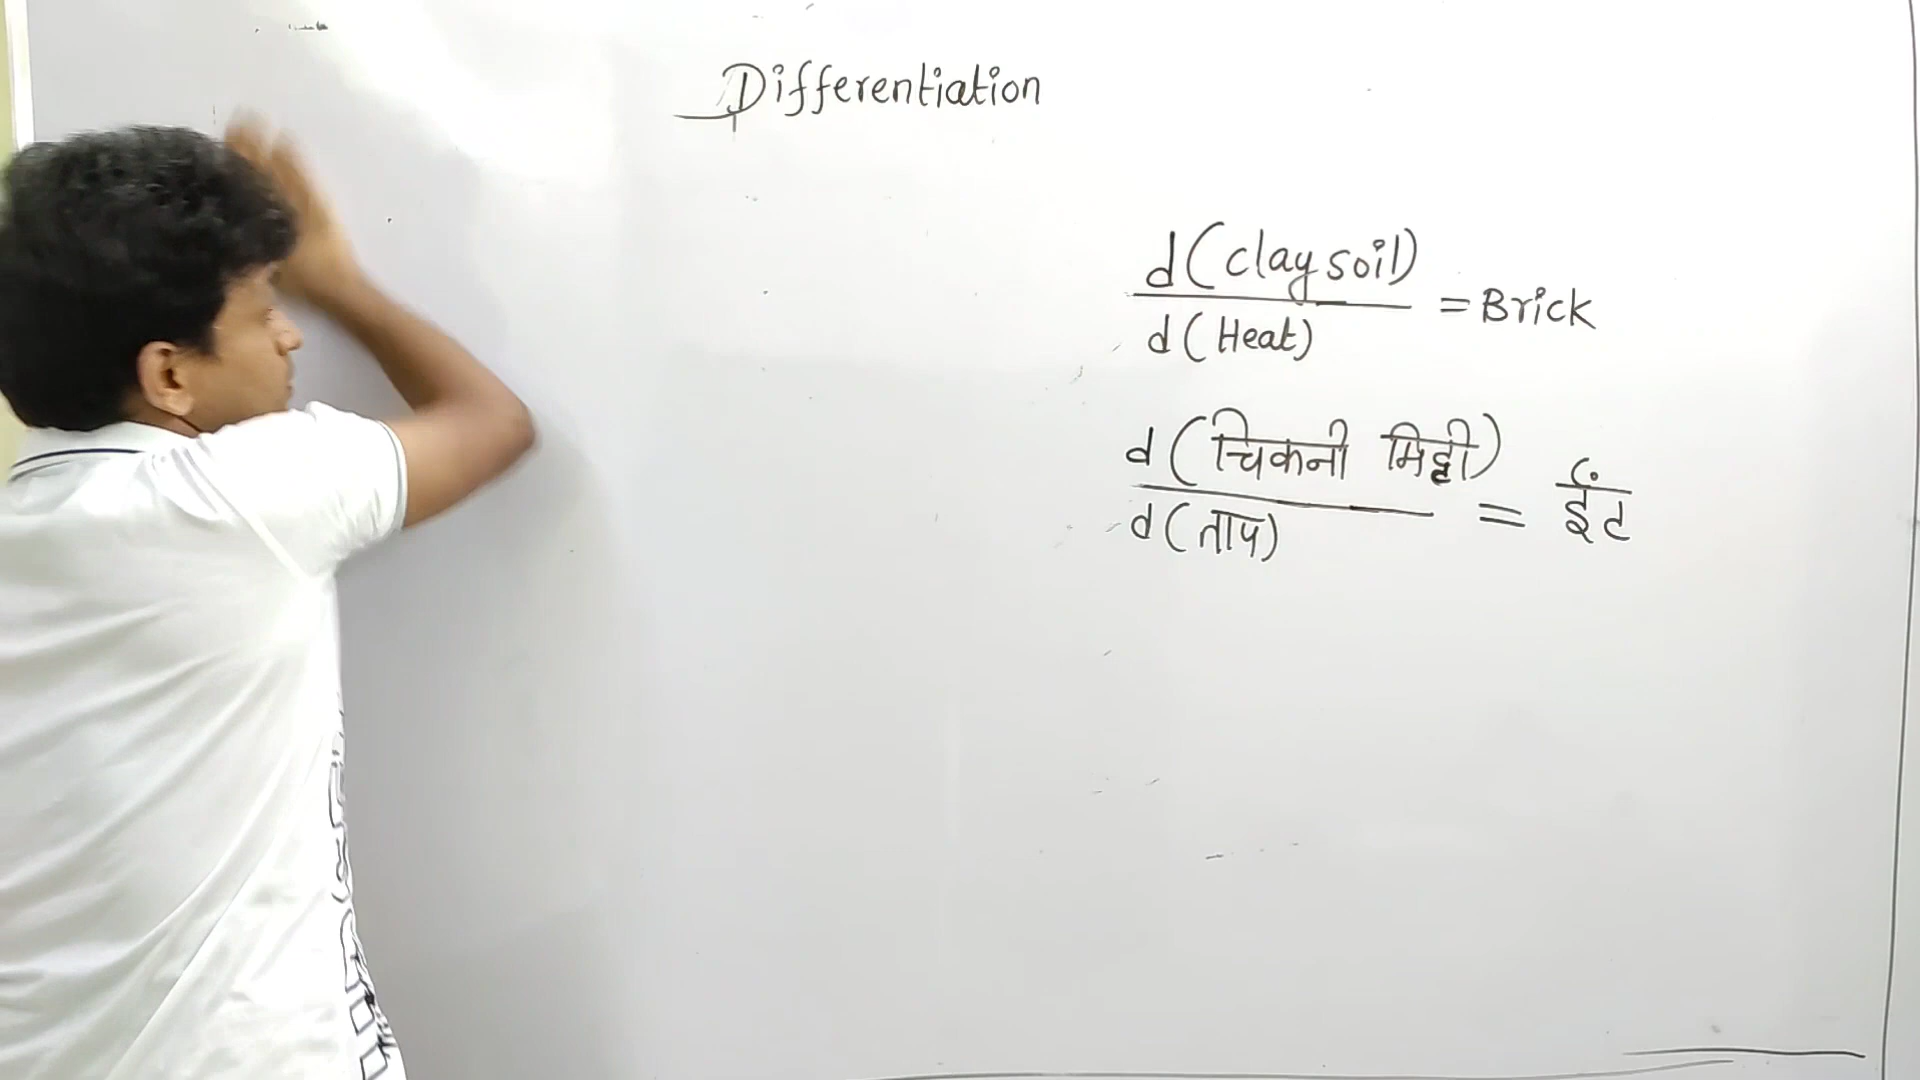 Differentiation
d(clay soil)
d(Heat)
= Brick
d(चिकनी मिट्टी)
d(ताप)
= ईंट